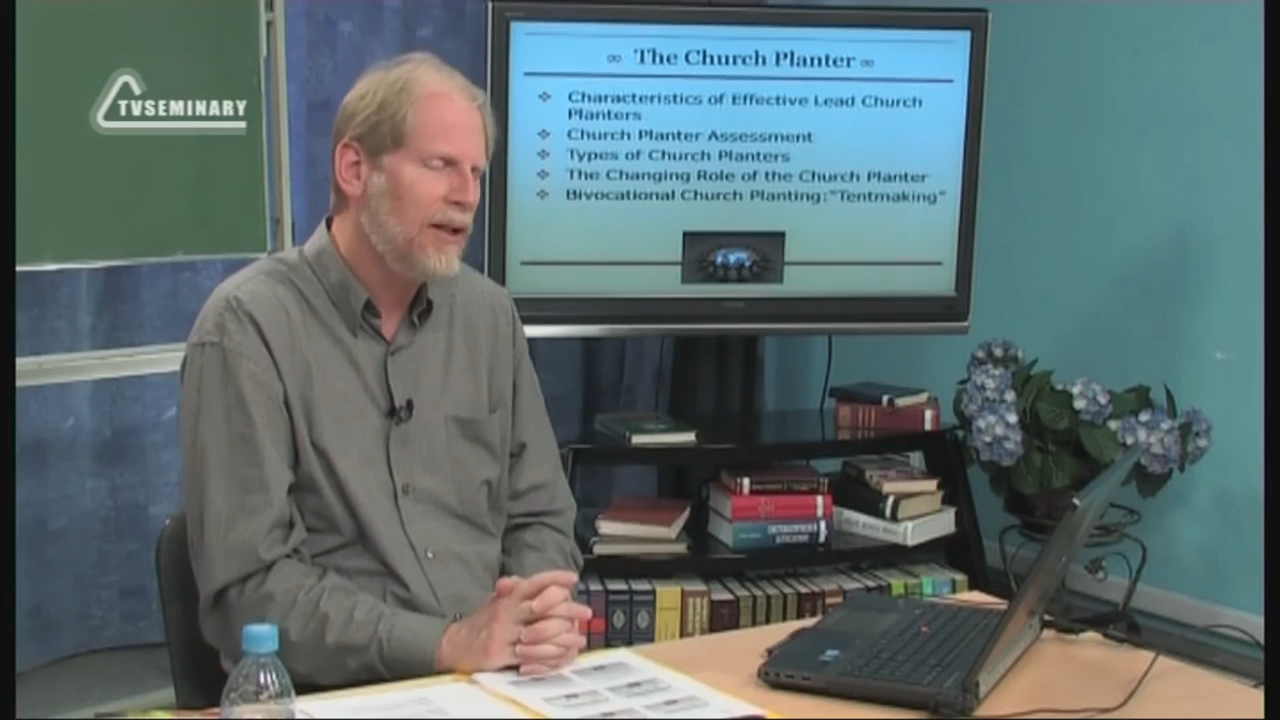 TVSEMINARY
∞ The Church Planter ∞
❖ Characteristics of Effective Lead Church
Planters
❖ Church Planter Assessment
❖ Types of Church Planters
❖ The Changing Role of the Church Planter
❖ Bivocational Church Planting:"Tentmaking"